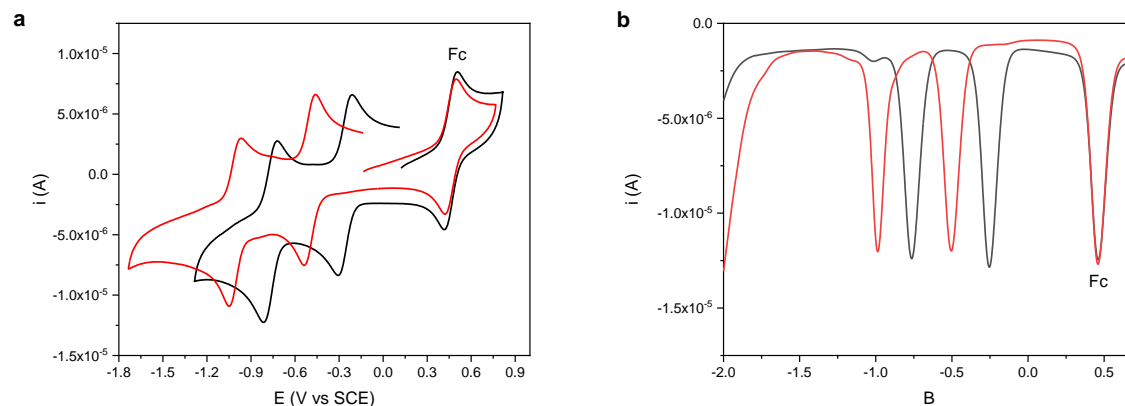 a
Fc
1.0x10-5
5.0x10-6
0.0
-5.0x10-6
-1.0x10-5
-1.5x10-5
i (A)
-1.8 -1.5 -1.2 -0.9 -0.6 -0.3 0.0 0.3 0.6 0.9
E (V vs SCE)
b
0.0
-5.0x10-6
-1.0x10-5
-1.5x10-5
i (A)
Fc
-2.0 -1.5 -1.0 -0.5 0.0 0.5
B